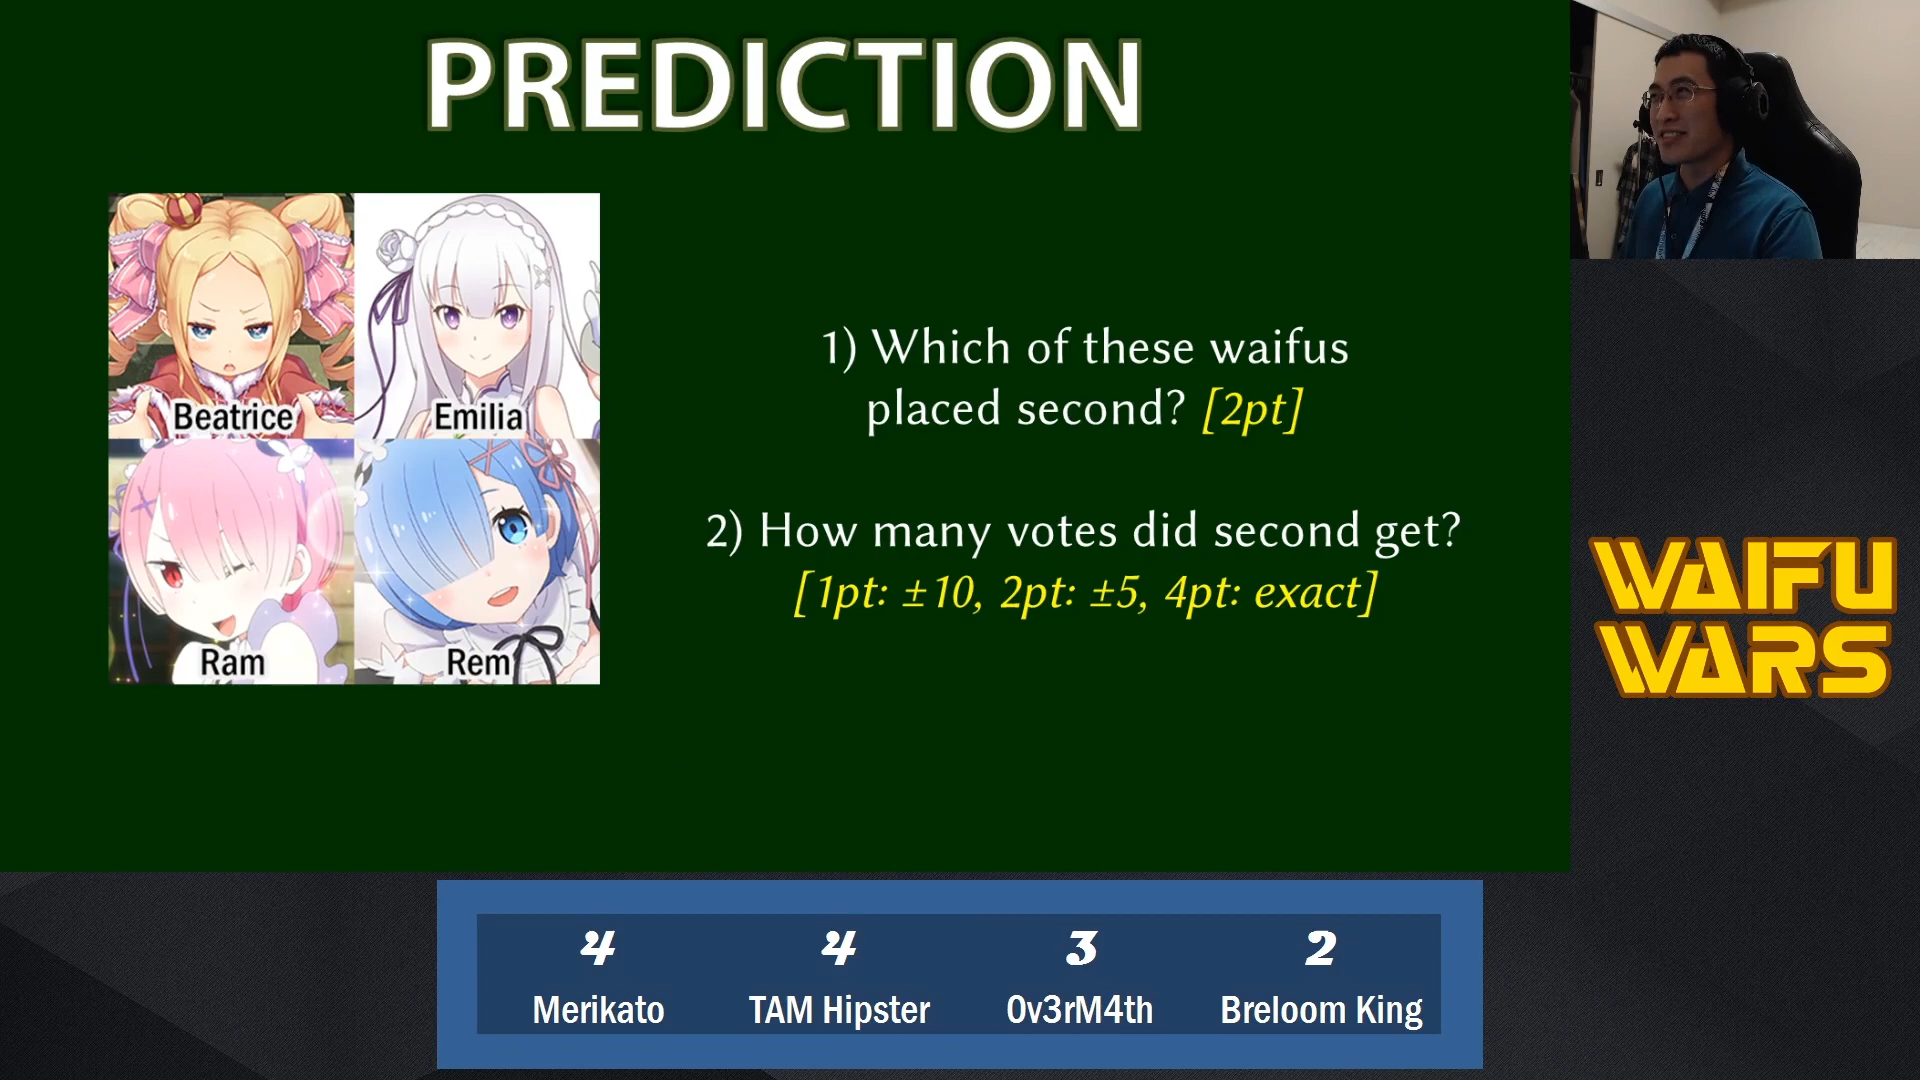 PREDICTION
Beatrice
Emilia
Ram
Rem
1) Which of these waifus
placed second? [2pt]
2) How many votes did second get?
[1pt: ±10, 2pt: ±5, 4pt: exact]
WAIFU
WARS
4
4
3
2
Merikato
TAM Hipster
0v3rM4th
Breloom King